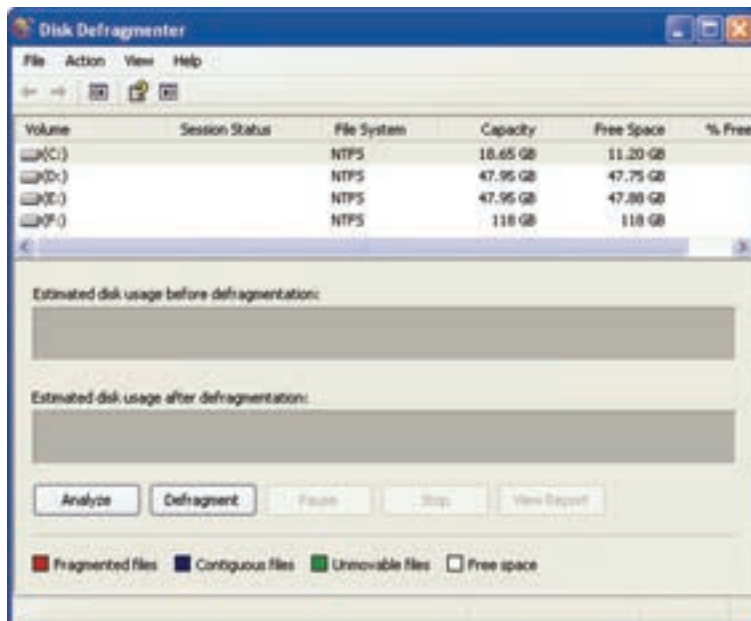 Disk Defragmenter
File Action View Help
Volume Session Status File System Capacity Free Space % Free
(C:) NTFS 18.65 GB 11.20 GB
(D:) NTFS 47.95 GB 47.75 GB
(E:) NTFS 47.95 GB 47.88 GB
(F:) NTFS 118 GB 118 GB
Estimated disk usage before defragmentation:
Estimated disk usage after defragmentation:
Analyze Defragment Pause Stop View Report
Fragmented files Contiguous files Unmovable files Free space